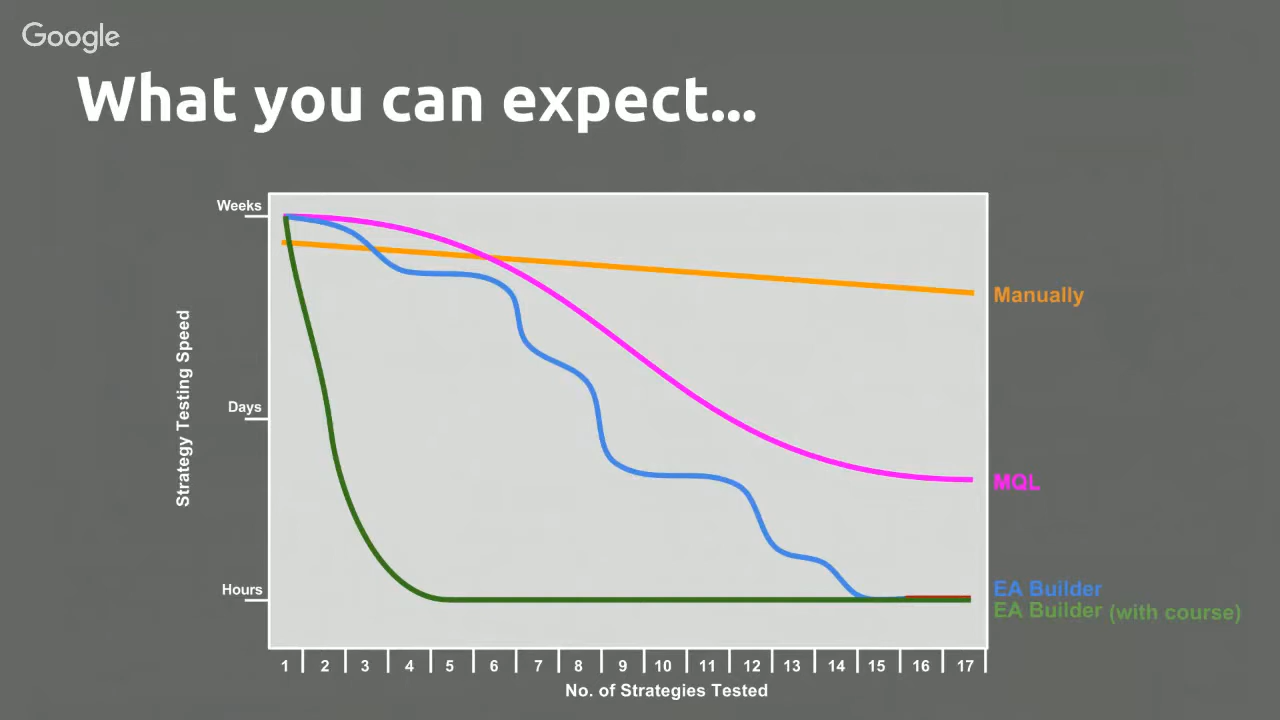 Google
What you can expect...
Weeks
Days
Hours
Strategy Testing Speed
Manually
MQL
EA Builder
EA Builder (with course)
1 2 3 4 5 6 7 8 9 10 11 12 13 14 15 16 17
No. of Strategies Tested